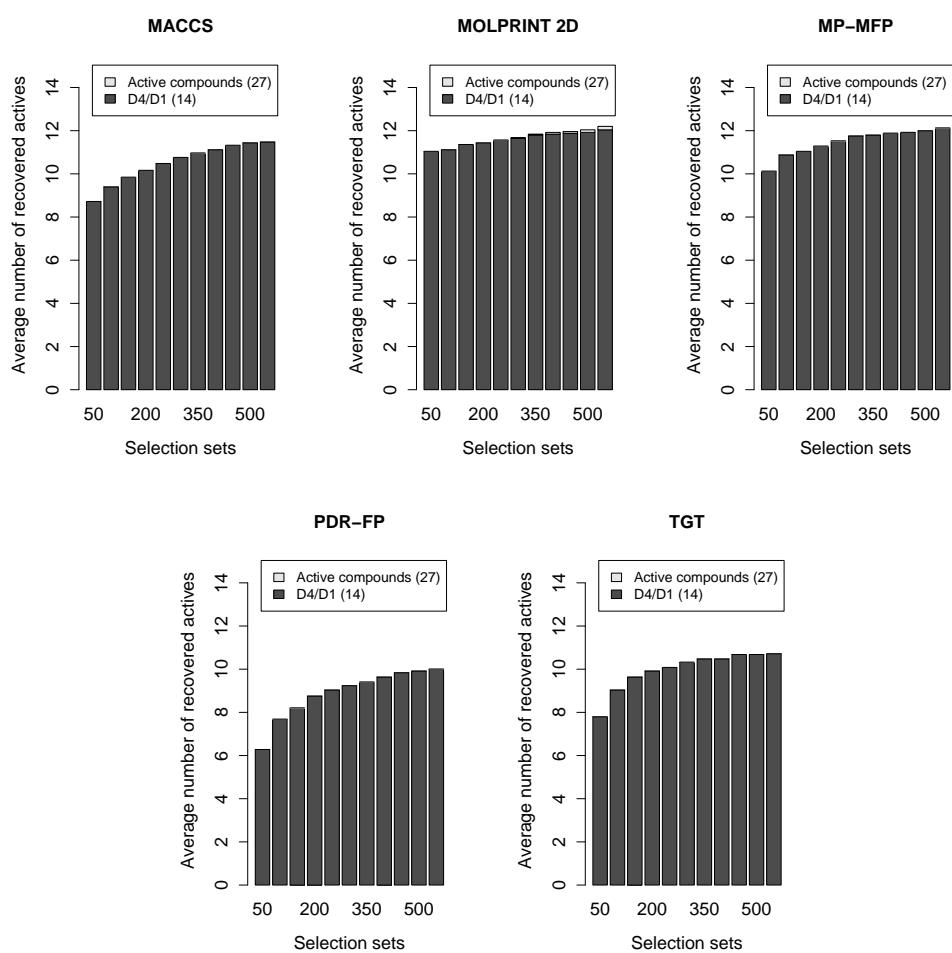 MACCS
Active compounds (27)
D4/D1 (14)
Average number of recovered actives
0 2 4 6 8 10 12 14
50 200 350 500
Selection sets
MOLPRINT 2D
Active compounds (27)
D4/D1 (14)
Average number of recovered actives
0 2 4 6 8 10 12 14
50 200 350 500
Selection sets
MP−MFP
Active compounds (27)
D4/D1 (14)
Average number of recovered actives
0 2 4 6 8 10 12 14
50 200 350 500
Selection sets
PDR−FP
Active compounds (27)
D4/D1 (14)
Average number of recovered actives
0 2 4 6 8 10 12 14
50 200 350 500
Selection sets
TGT
Active compounds (27)
D4/D1 (14)
Average number of recovered actives
0 2 4 6 8 10 12 14
50 200 350 500
Selection sets